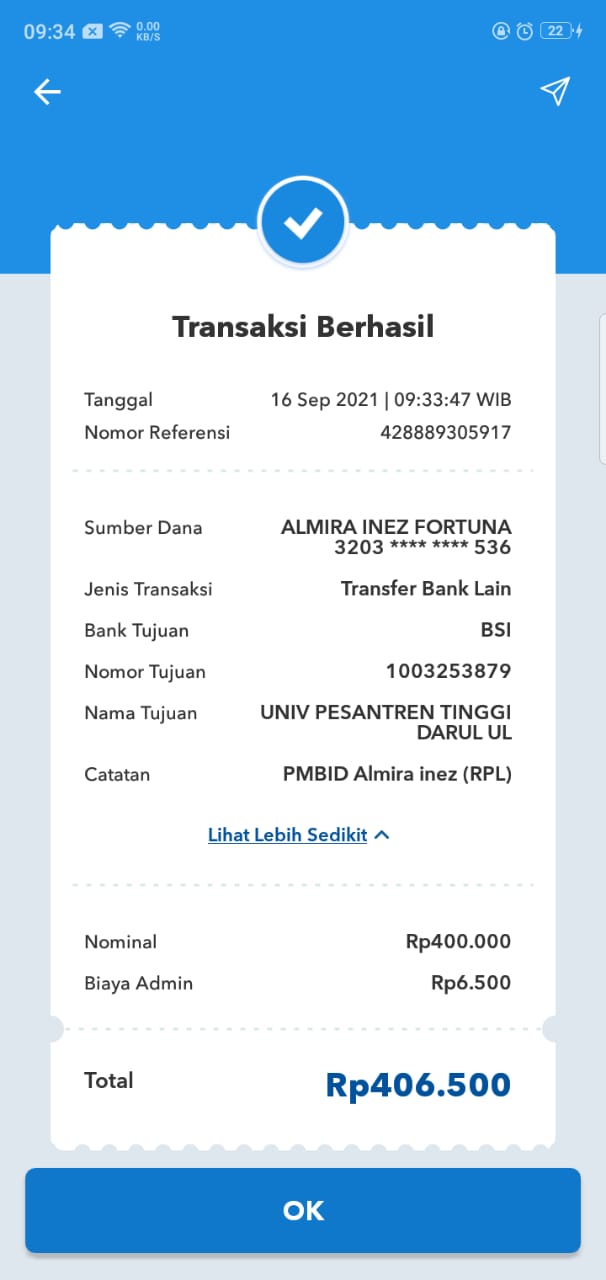 09:34 0.00 KB/S 22
Transaksi Berhasil
Tanggal 16 Sep 2021 | 09:33:47 WIB
Nomor Referensi 428889305917
Sumber Dana ALMIRA INEZ FORTUNA
3203 **** **** 536
Jenis Transaksi Transfer Bank Lain
Bank Tujuan BSI
Nomor Tujuan 1003253879
Nama Tujuan UNIV PESANTREN TINGGI
DARUL UL
Catatan PMBID Almira inez (RPL)
Lihat Lebih Sedikit
Nominal Rp400.000
Biaya Admin Rp6.500
Total Rp406.500
OK